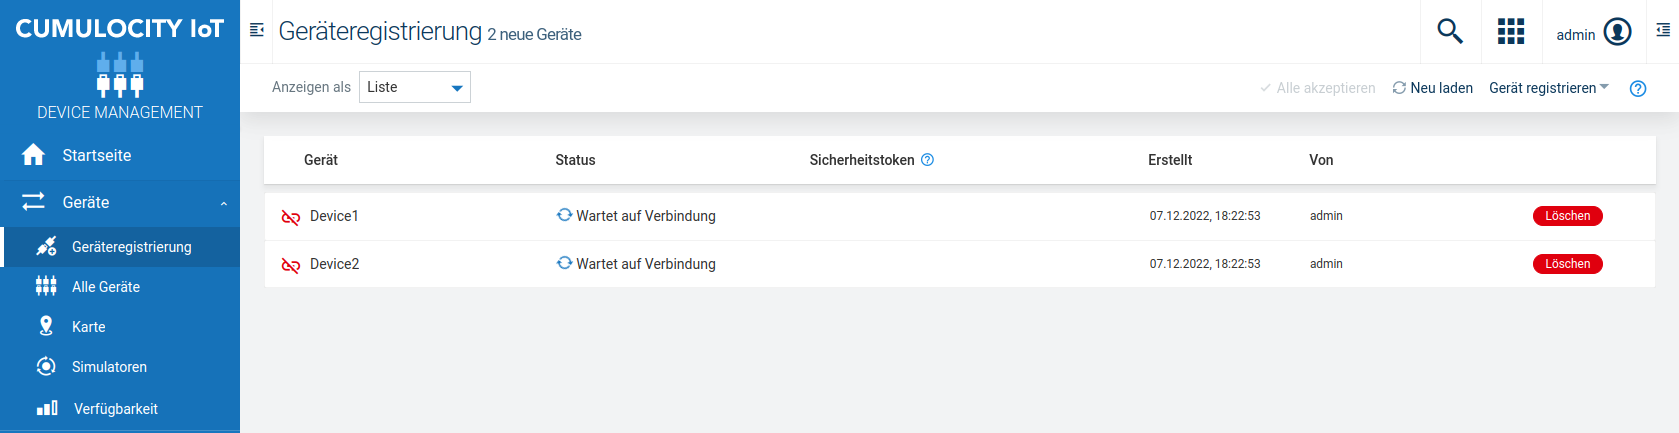 CUMULOCITY IoT
DEVICE MANAGEMENT
Startseite
Geräte
Geräteregistrierung
Alle Geräte
Karte
Simulatoren
Verfügbarkeit
Geräteregistrierung 2 neue Geräte
admin
Anzeigen als Liste
Alle akzeptieren Neu laden Gerät registrieren
Gerät Status Sicherheitstoken Erstellt Von
Device1 Wartet auf Verbindung 07.12.2022, 18:22:53 admin Löschen
Device2 Wartet auf Verbindung 07.12.2022, 18:22:53 admin Löschen